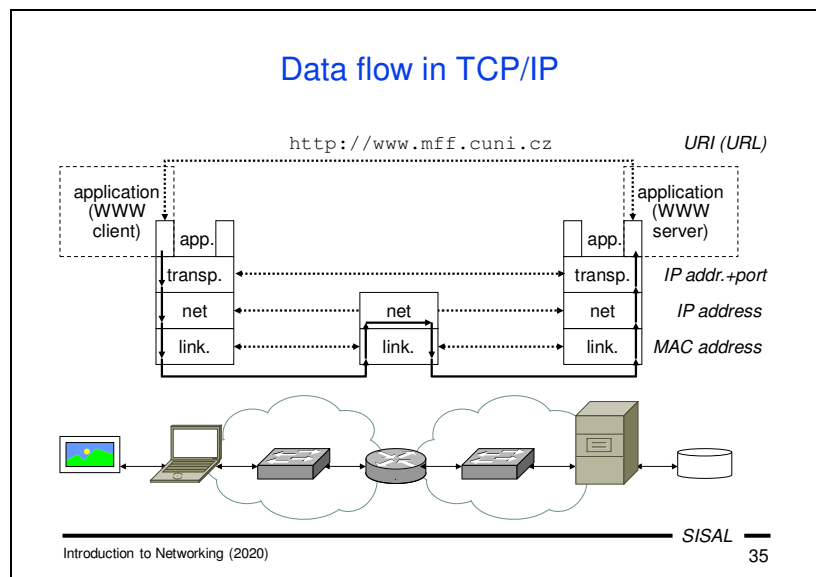 Data flow in TCP/IP
http://www.mff.cuni.cz
URI (URL)
application
(WWW
client)
application
(WWW
server)
app.
app.
transp.
transp.
IP addr.+port
net
net
net
IP address
link.
link.
link.
MAC address
SISAL
Introduction to Networking (2020)
35